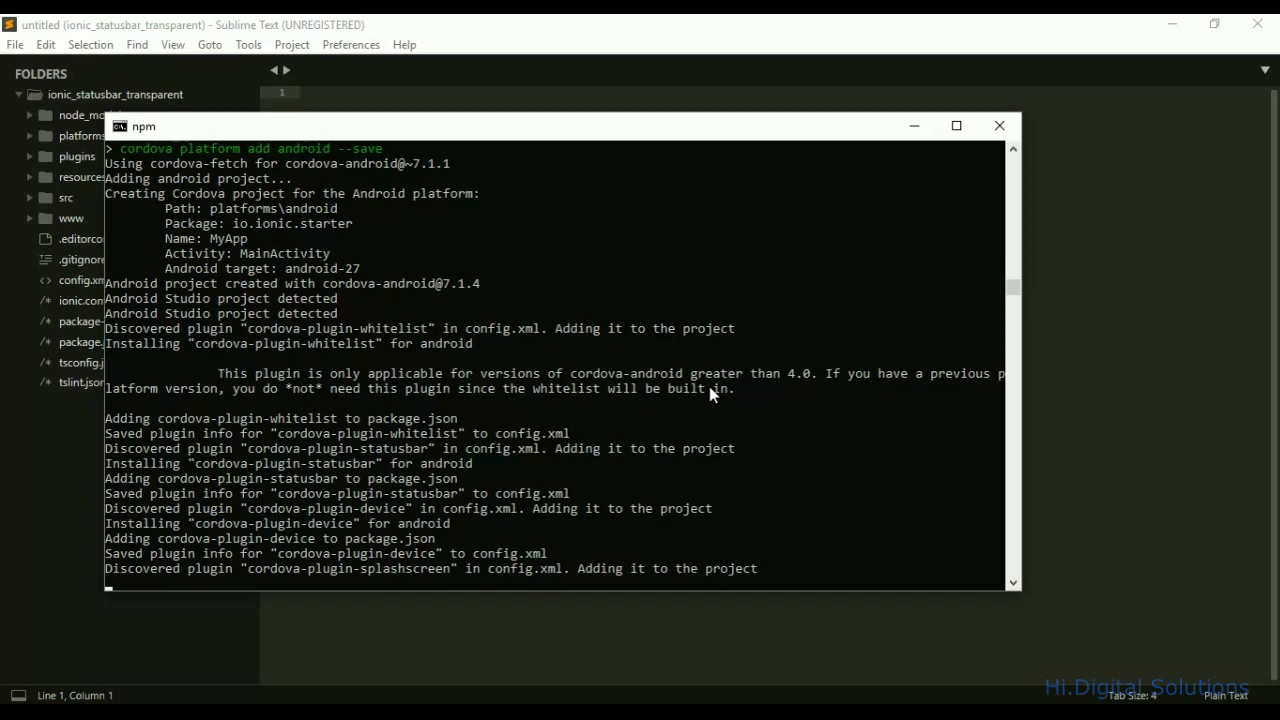 untitled (ionic_statusbar_transparent) - Sublime Text (UNREGISTERED)
File Edit Selection Find View Goto Tools Project Preferences Help
FOLDERS
ionic_statusbar_transparent
1
platforms
plugins
resources
src
www
.gitignore
npm
> cordova platform add android --save
Using cordova-fetch for cordova-android@~7.1.1
Adding android project...
Creating Cordova project for the Android platform:
Path: platforms\android
Package: io.ionic.starter
Name: MyApp
Activity: MainActivity
Android target: android-27
Android project created with cordova-android@7.1.4
Android Studio project detected
Android Studio project detected
Discovered plugin "cordova-plugin-whitelist" in config.xml. Adding it to the project
Installing "cordova-plugin-whitelist" for android
This plugin is only applicable for versions of cordova-android greater than 4.0. If you have a previous p
latform version, you do *not* need this plugin since the whitelist will be built in.
Adding cordova-plugin-whitelist to package.json
Saved plugin info for "cordova-plugin-whitelist" to config.xml
Discovered plugin "cordova-plugin-statusbar" in config.xml. Adding it to the project
Installing "cordova-plugin-statusbar" for android
Adding cordova-plugin-statusbar to package.json
Saved plugin info for "cordova-plugin-statusbar" to config.xml
Discovered plugin "cordova-plugin-device" in config.xml. Adding it to the project
Installing "cordova-plugin-device" for android
Adding cordova-plugin-device to package.json
Saved plugin info for "cordova-plugin-device" to config.xml
Discovered plugin "cordova-plugin-splashscreen" in config.xml. Adding it to the project
Hi.Digital Solutions
Line 1, Column 1
Tab Size: 4
Plain Text